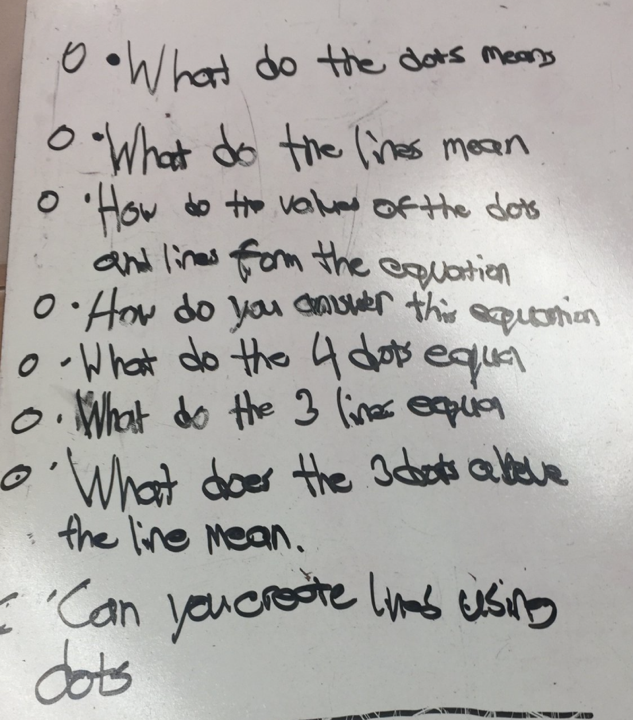 O • What do the dots means
O • What do the lines mean
O • How do the values of the dots
and lines form the equation
O • How do you answer this equation
O • What do the 4 dots equal
O • What do the 3 lines equal
O • What does the 3 dots above
the line mean.
C • Can you create lines using
dots